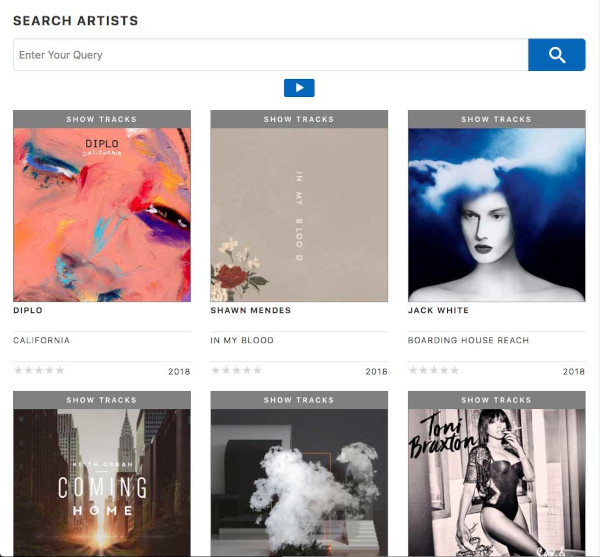 SEARCH ARTISTS
Enter Your Query
SHOW TRACKS
SHOW TRACKS
SHOW TRACKS
DIPLO
CALIFORNIA
IN MY BLOOD
DIPLO
SHAWN MENDES
JACK WHITE
CALIFORNIA
IN MY BLOOD
BOARDING HOUSE REACH
2018
2018
2018
SHOW TRACKS
SHOW TRACKS
SHOW TRACKS
KEITH URBAN
COMING
HOME
Toni
Braxton